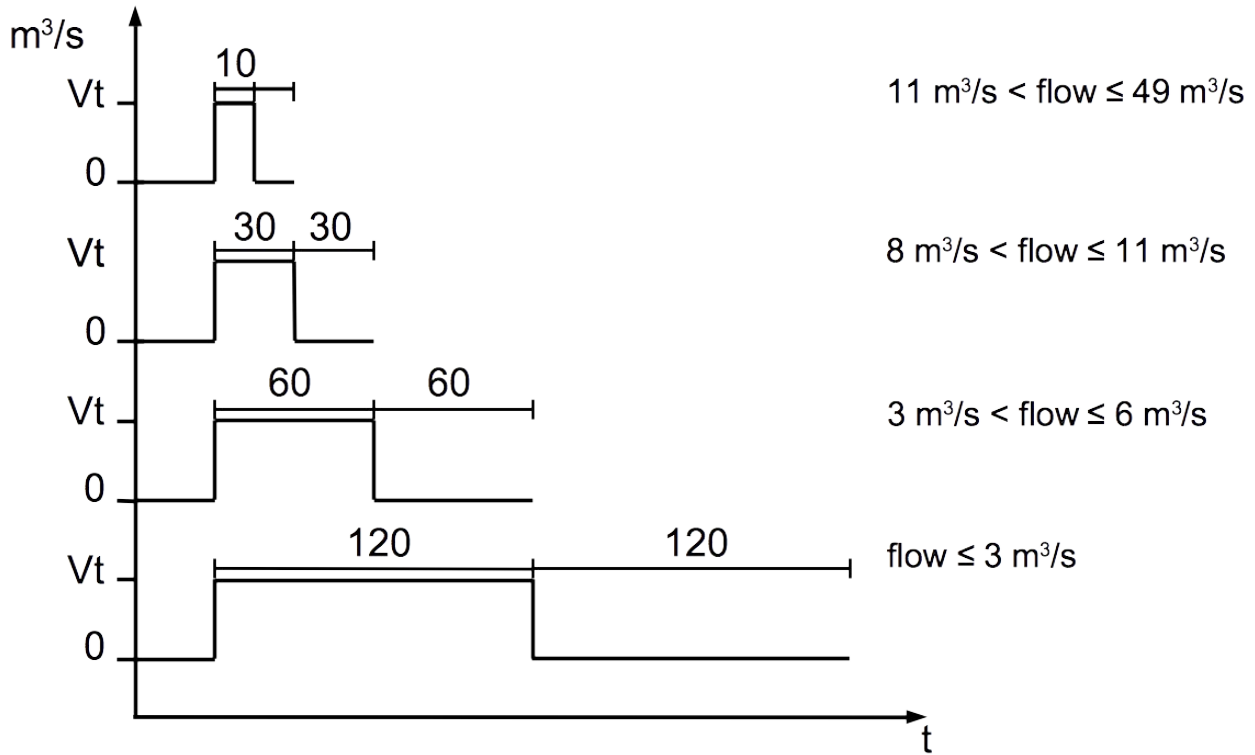 m³/s
10
Vt
11 m³/s < flow ≤ 49 m³/s
0
30 30
Vt
8 m³/s < flow ≤ 11 m³/s
0
60 60
Vt
3 m³/s < flow ≤ 6 m³/s
0
120 120
Vt
flow ≤ 3 m³/s
0
t